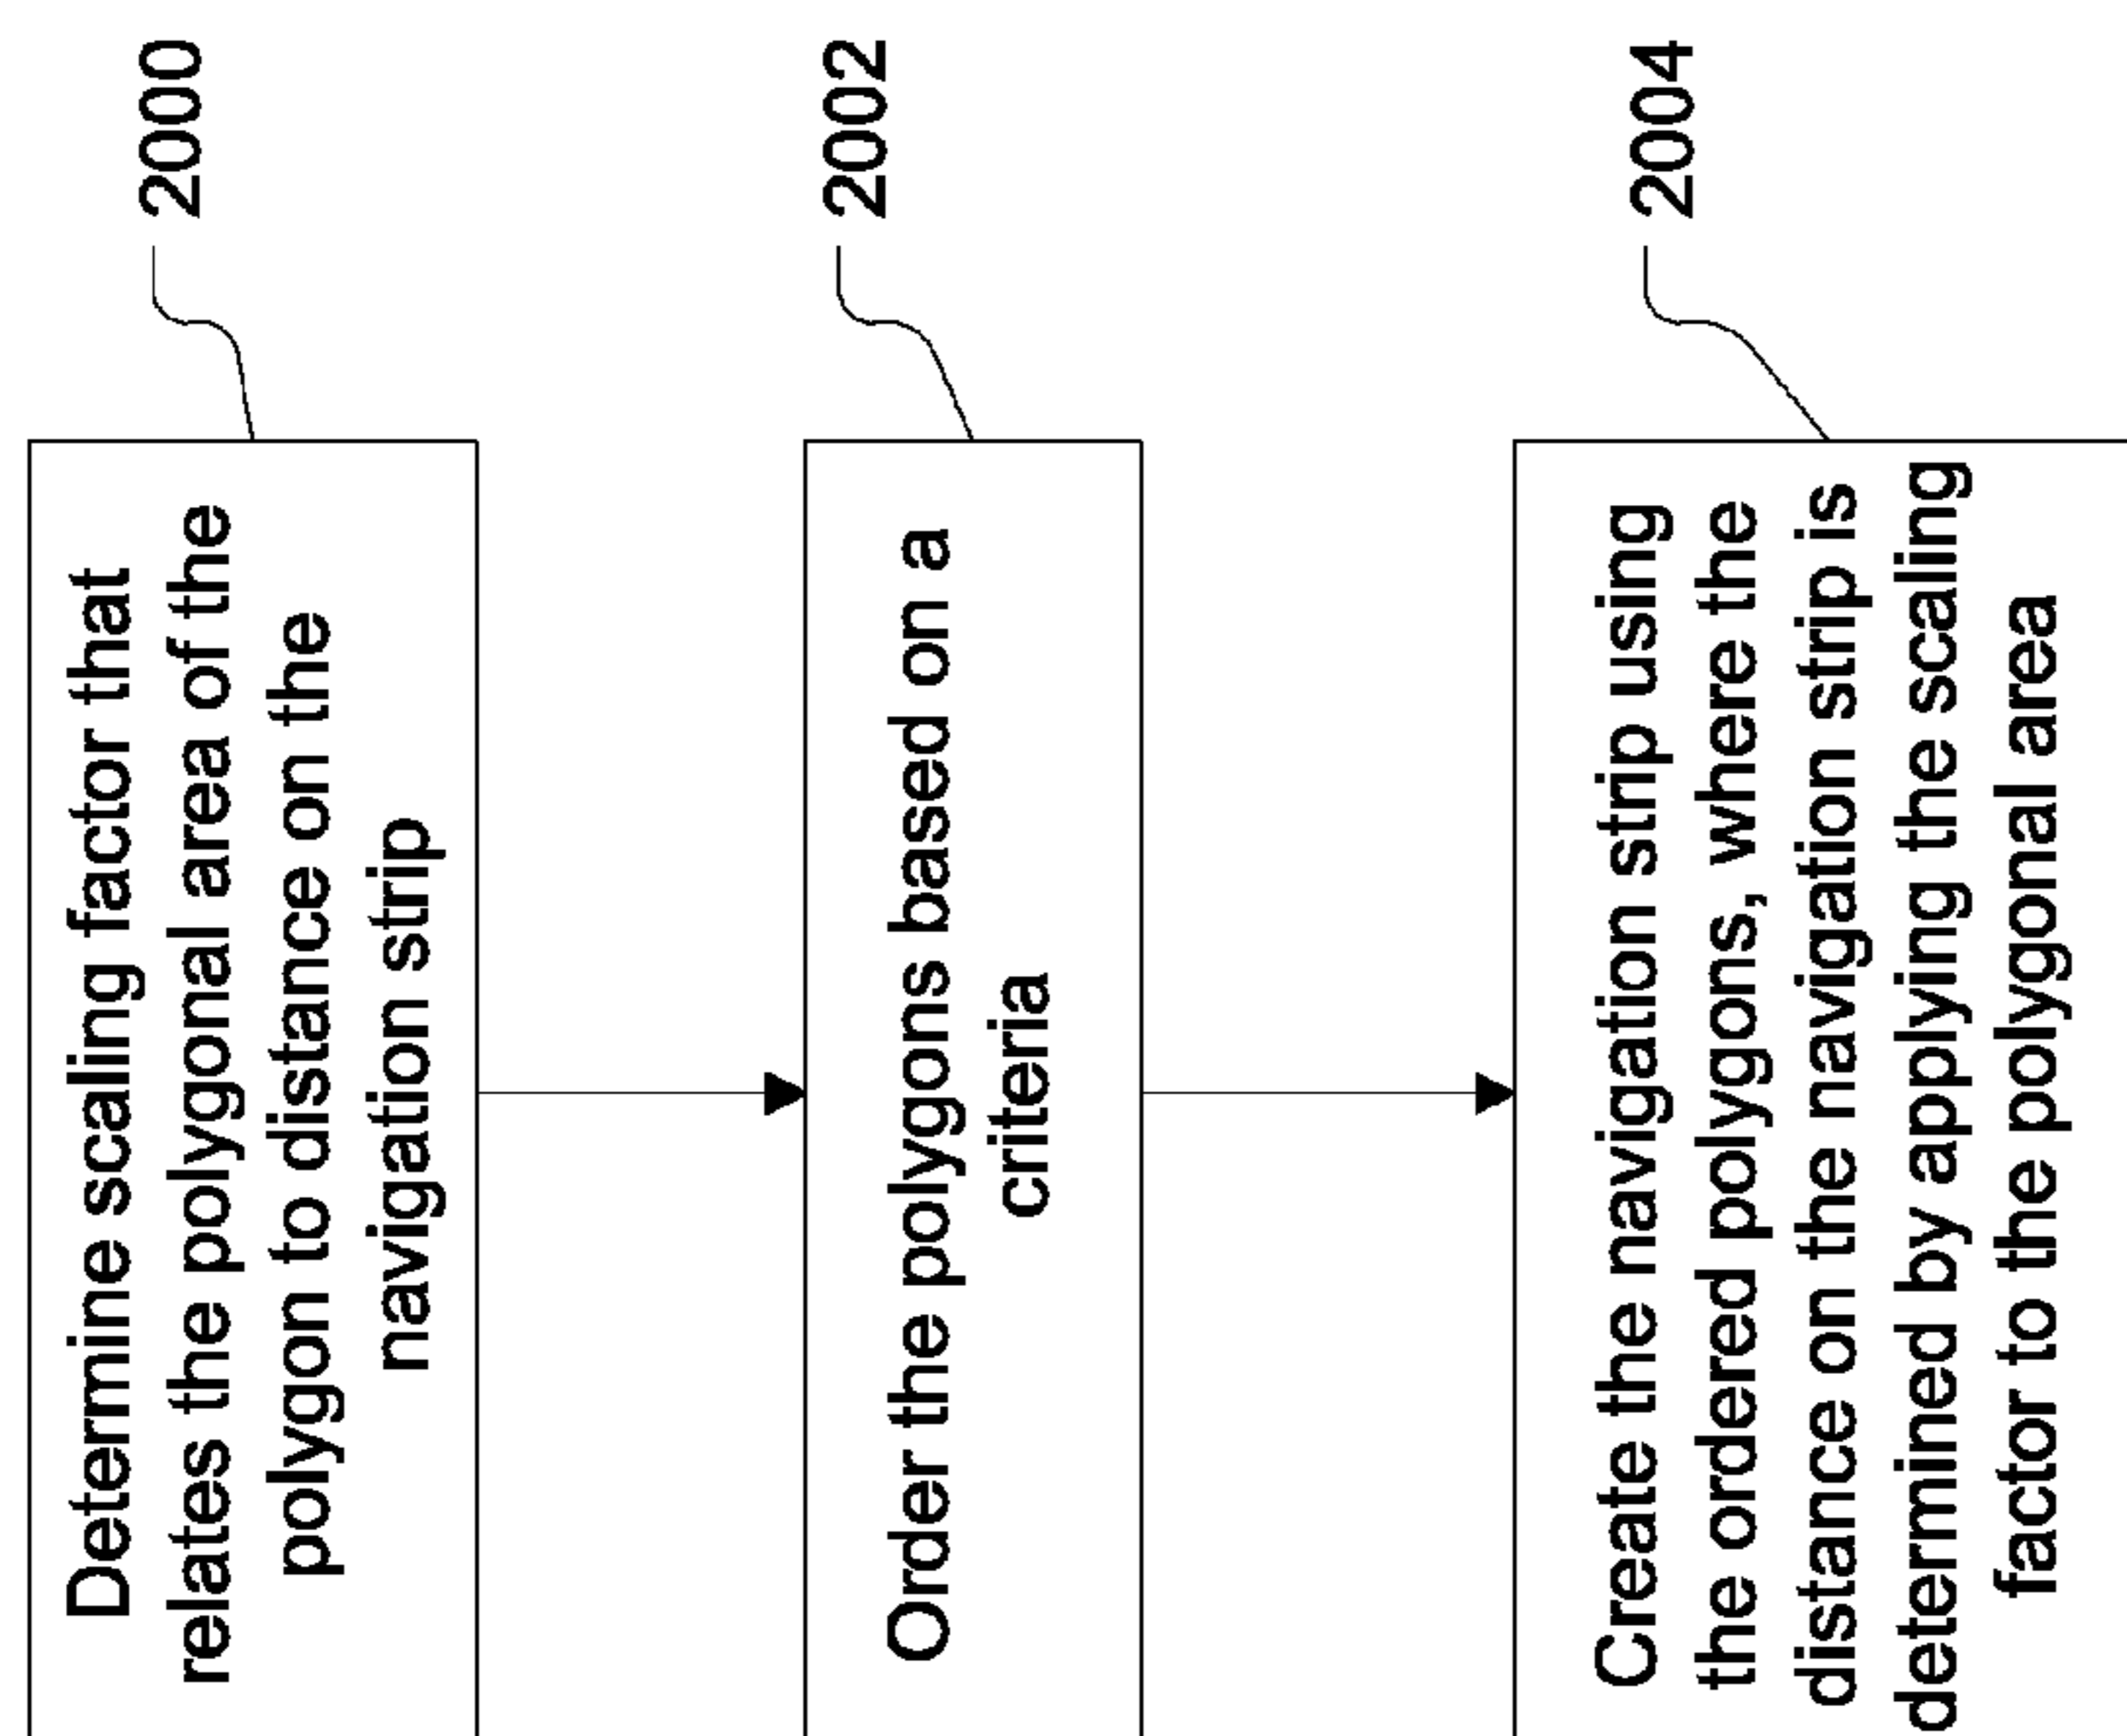 Determine scaling factor that
relates the polygonal area of the
polygon to distance on the
navigation strip
2000
Order the polygons based on a
criteria
2002
Create the navigation strip using
the ordered polygons, where the
distance on the navigation strip is
determined by applying the scaling
factor to the polygonal area
2004